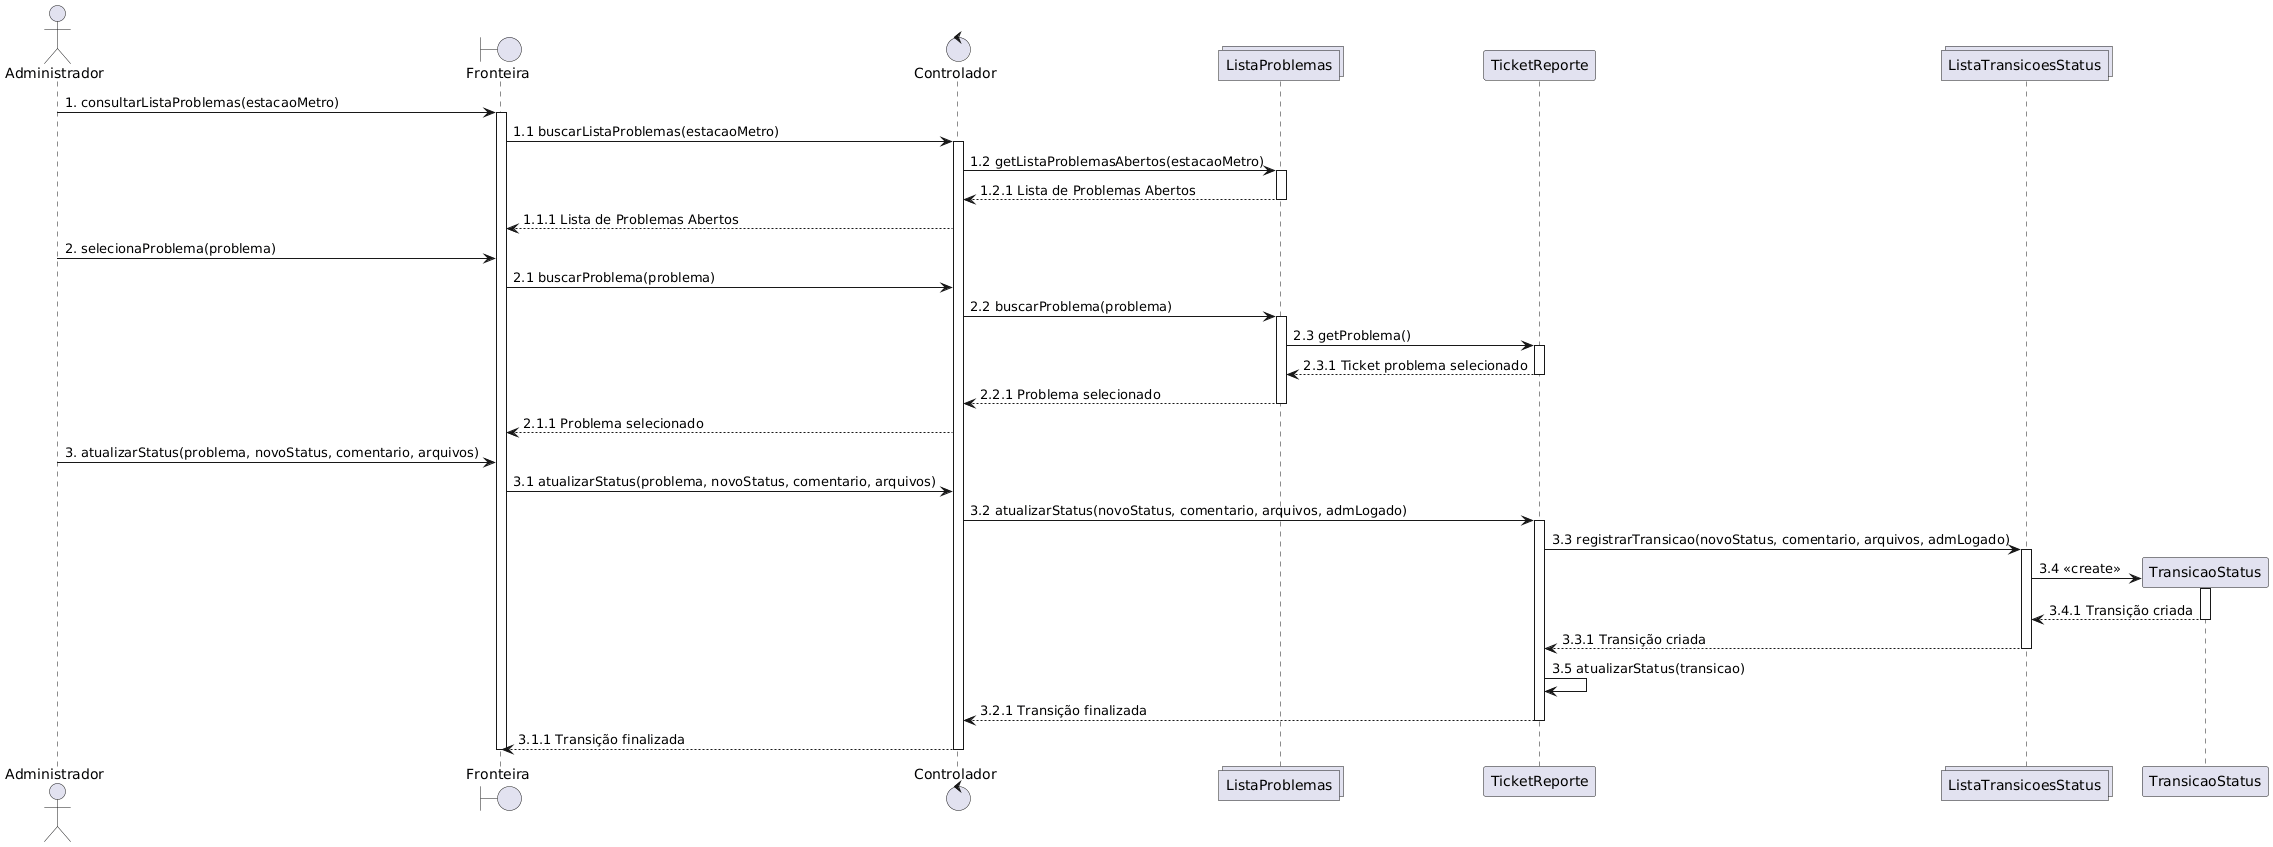 Administrador
Fronteira
Controlador
ListaProblemas
TicketReporte
ListaTransicoesStatus
1. consultarListaProblemas(estacaoMetro)
1.1 buscarListaProblemas(estacaoMetro)
1.2 getListaProblemasAbertos(estacaoMetro)
1.2.1 Lista de Problemas Abertos
1.1.1 Lista de Problemas Abertos
2. selecionaProblema(problema)
2.1 buscarProblema(problema)
2.2 buscarProblema(problema)
2.3 getProblema()
2.3.1 Ticket problema selecionado
2.2.1 Problema selecionado
2.1.1 Problema selecionado
3. atualizarStatus(problema, novoStatus, comentario, arquivos)
3.1 atualizarStatus(problema, novoStatus, comentario, arquivos)
3.2 atualizarStatus(novoStatus, comentario, arquivos, admLogado)
3.3 registrarTransicao(novoStatus, comentario, arquivos, admLogado)
3.4 «create»
TransicaoStatus
3.4.1 Transição criada
3.3.1 Transição criada
3.5 atualizarStatus(transicao)
3.2.1 Transição finalizada
3.1.1 Transição finalizada
Administrador
Fronteira
Controlador
ListaProblemas
TicketReporte
ListaTransicoesStatus
TransicaoStatus